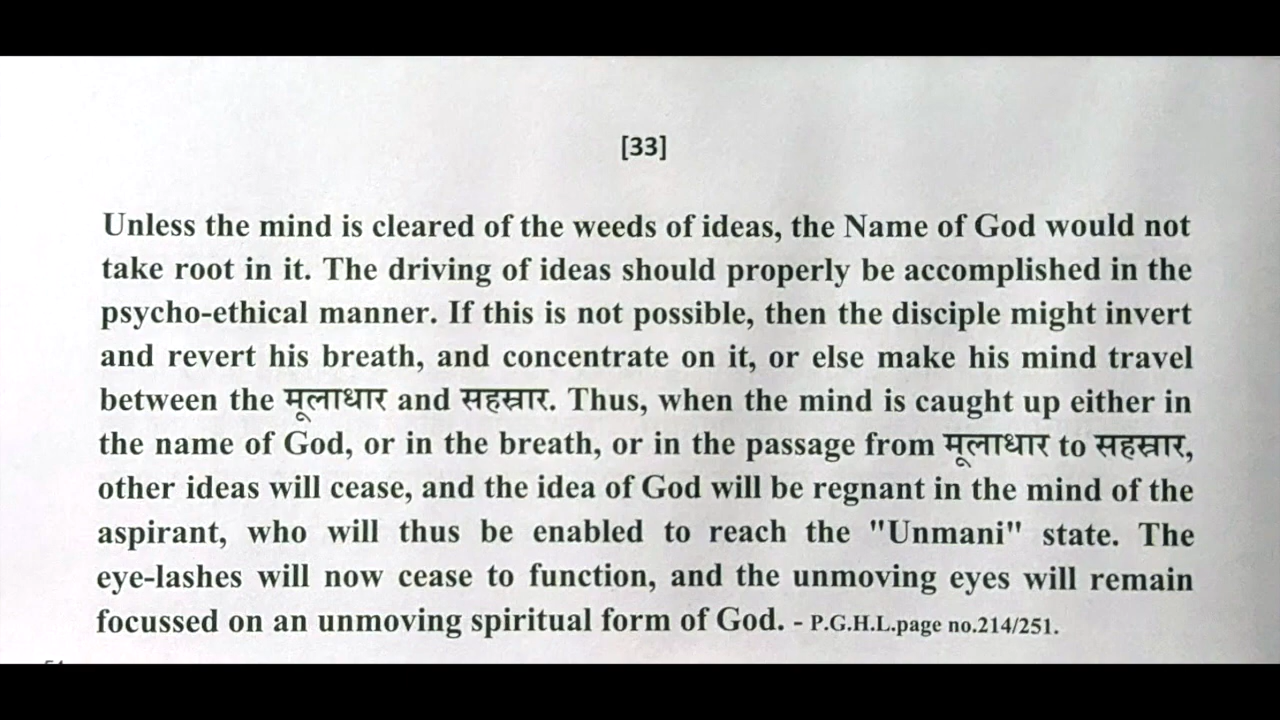 [33]
Unless the mind is cleared of the weeds of ideas, the Name of God would not
take root in it. The driving of ideas should properly be accomplished in the
psycho-ethical manner. If this is not possible, then the disciple might invert
and revert his breath, and concentrate on it, or else make his mind travel
between the मूलाधार and सहस्रार. Thus, when the mind is caught up either in
the name of God, or in the breath, or in the passage from मूलाधार to सहस्रार,
other ideas will cease, and the idea of God will be regnant in the mind of the
aspirant, who will thus be enabled to reach the "Unmani" state. The
eye-lashes will now cease to function, and the unmoving eyes will remain
focussed on an unmoving spiritual form of God. - P.G.H.L.page no.214/251.